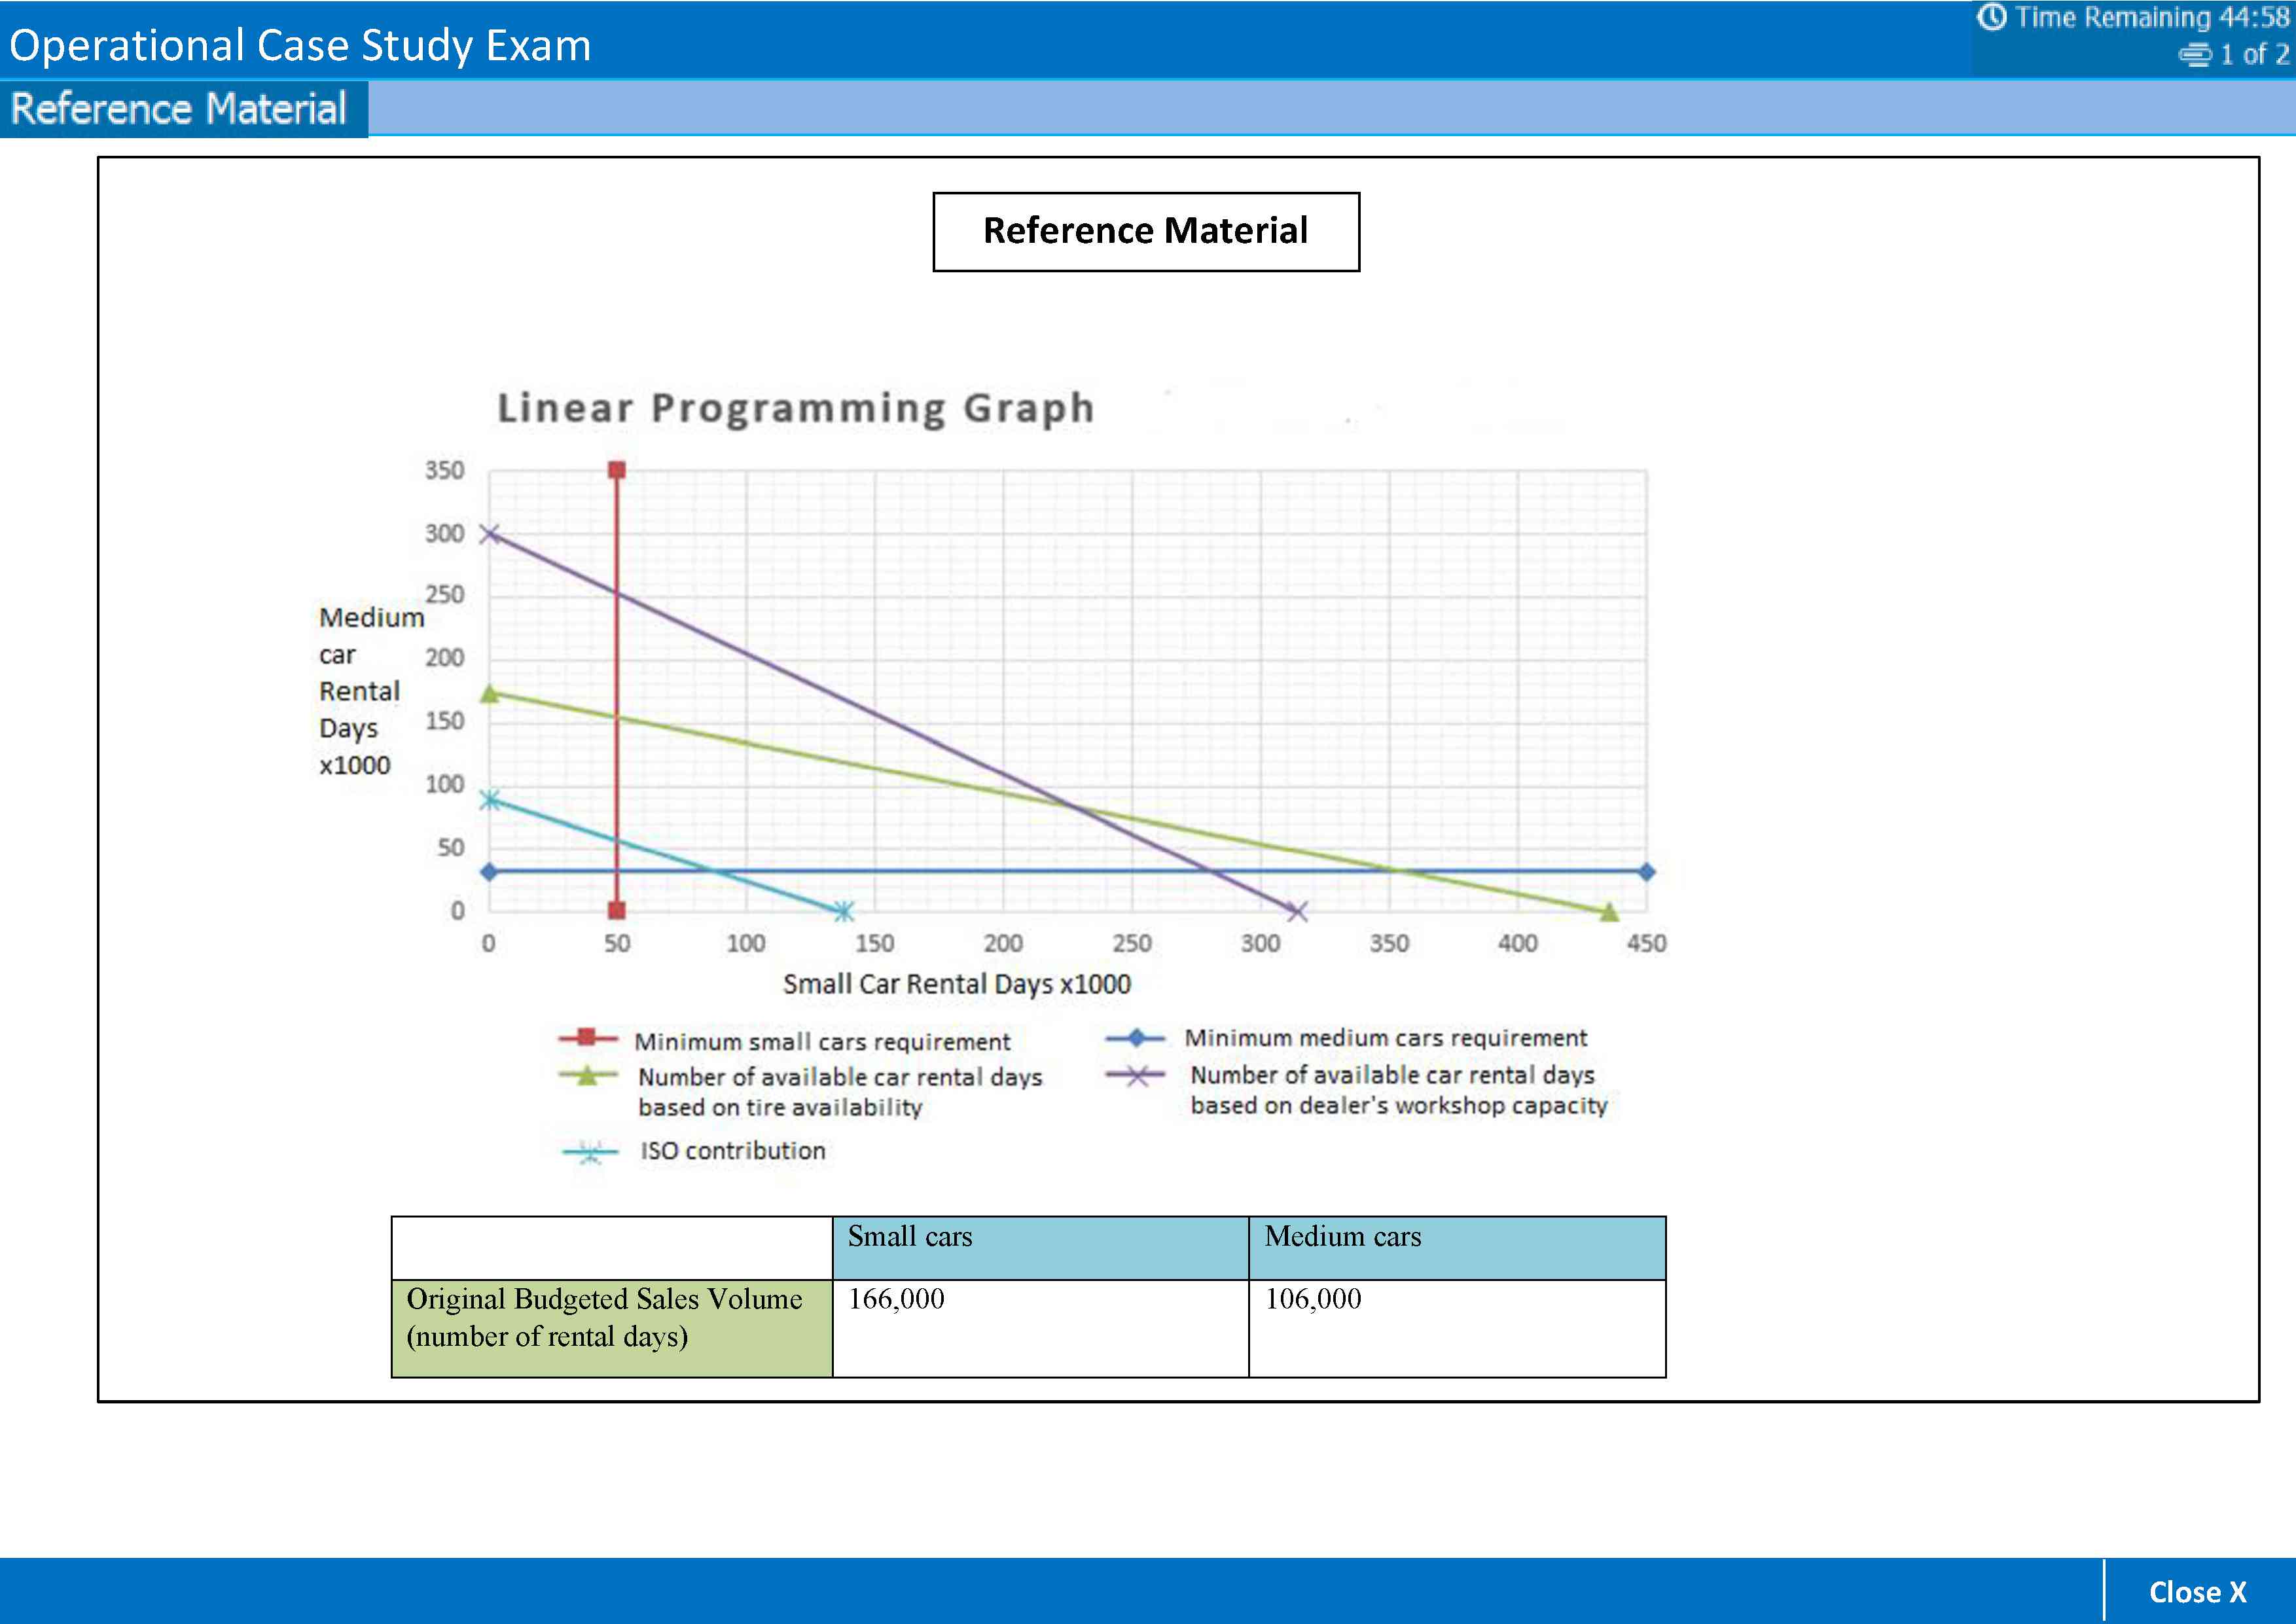 Operational Case Study Exam
Time Remaining 44:58
1 of 2
Reference Material
Reference Material
Linear Programming Graph
350
300
250
200
150
100
50
0
Medium
car
Rental
Days
x1000
0 50 100 150 200 250 300 350 400 450
Small Car Rental Days x1000
Minimum small cars requirement
Minimum medium cars requirement
Number of available car rental days
based on tire availability
Number of available car rental days
based on dealer's workshop capacity
ISO contribution
Small cars Medium cars
Original Budgeted Sales Volume 166,000 106,000
(number of rental days)
Close X